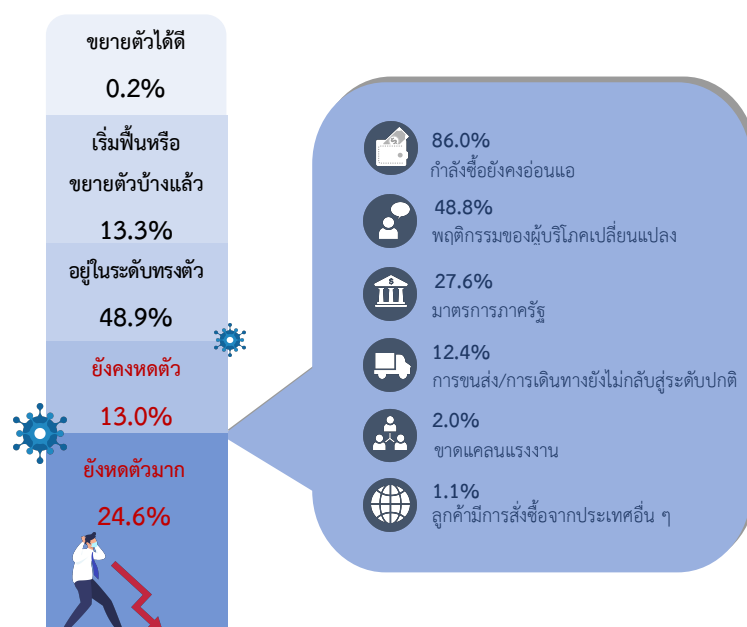 ขยายตัวได้ดี
0.2%
เริ่มฟื้นหรือ
ขยายตัวบ้างแล้ว
13.3%
อยู่ในระดับทรงตัว
48.9%
ยังคงหดตัว
13.0%
ยังหดตัวมาก
24.6%
86.0%
กำลังซื้อยังคงอ่อนแอ
48.8%
พฤติกรรมของผู้บริโภคเปลี่ยนแปลง
27.6%
มาตรการภาครัฐ
12.4%
การขนส่ง/การเดินทางยังไม่กลับสู่ระดับปกติ
2.0%
ขาดแคลนแรงงาน
1.1%
ลูกค้ามีการสั่งซื้อจากประเทศอื่น ๆ